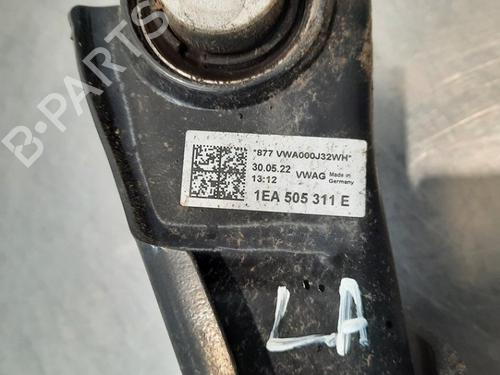 B-PARTS
*877 VWA000J32WH*
30.05.22
13:12
VWAG
Made in
Germany
1EA 505 311 E
LA